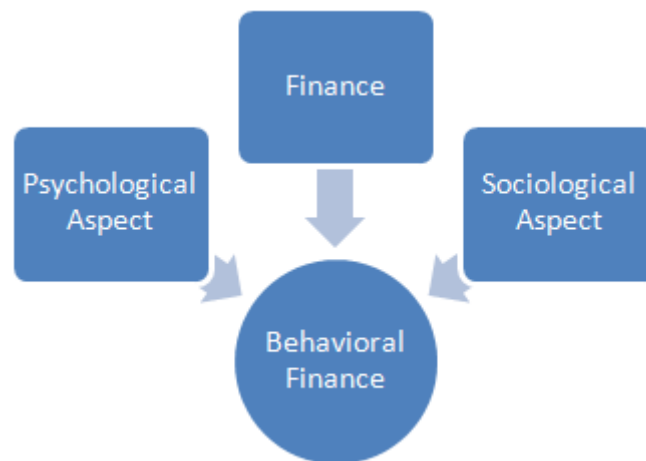 Finance
Psychological
Aspect
Sociological
Aspect
Behavioral
Finance